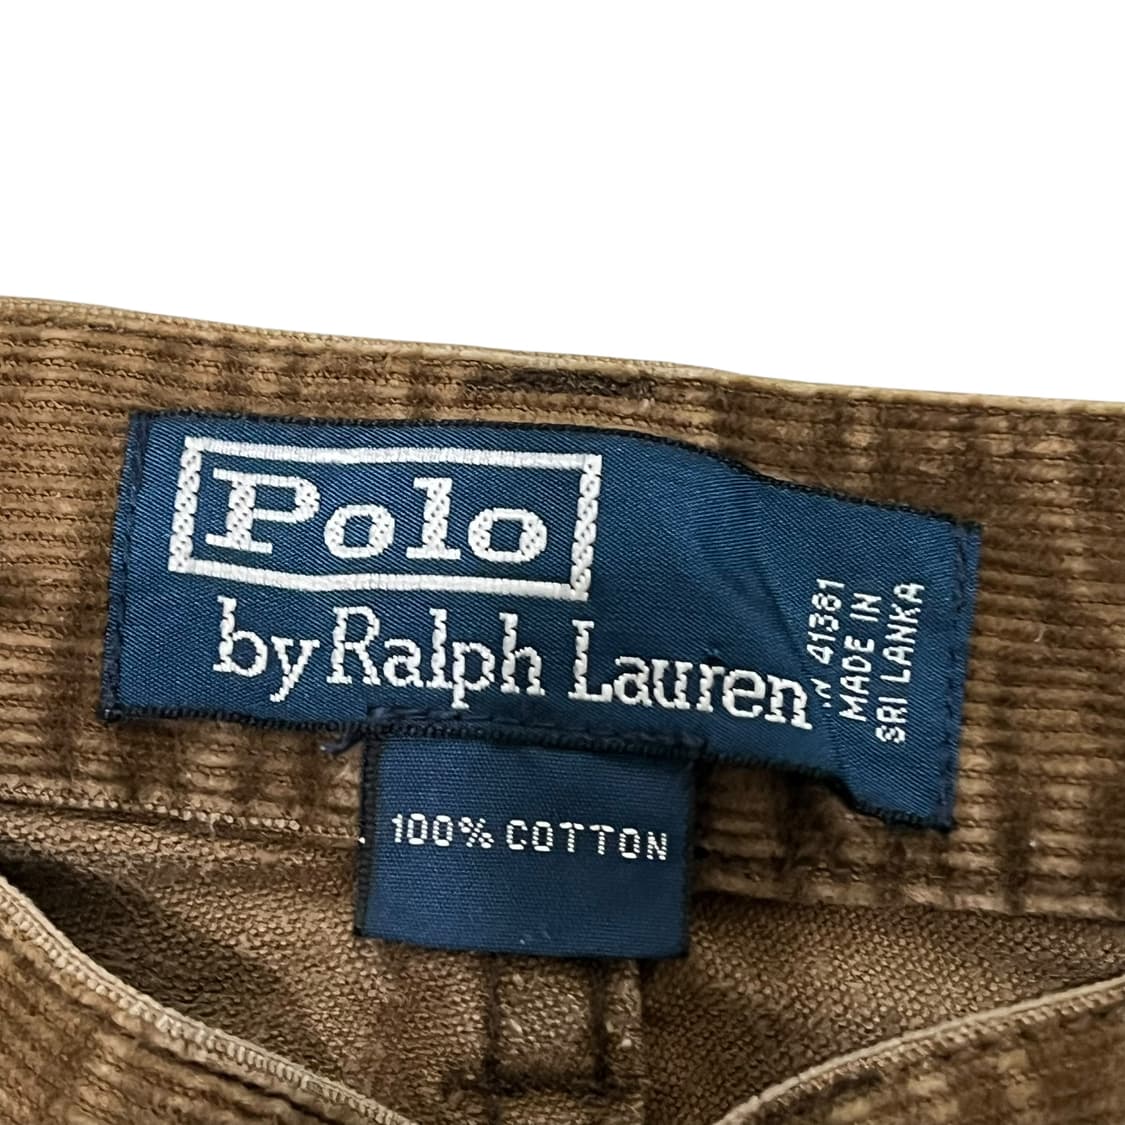 Polo
by Ralph Lauren
41381
MADE IN
SRI LANKA
100% COTTON